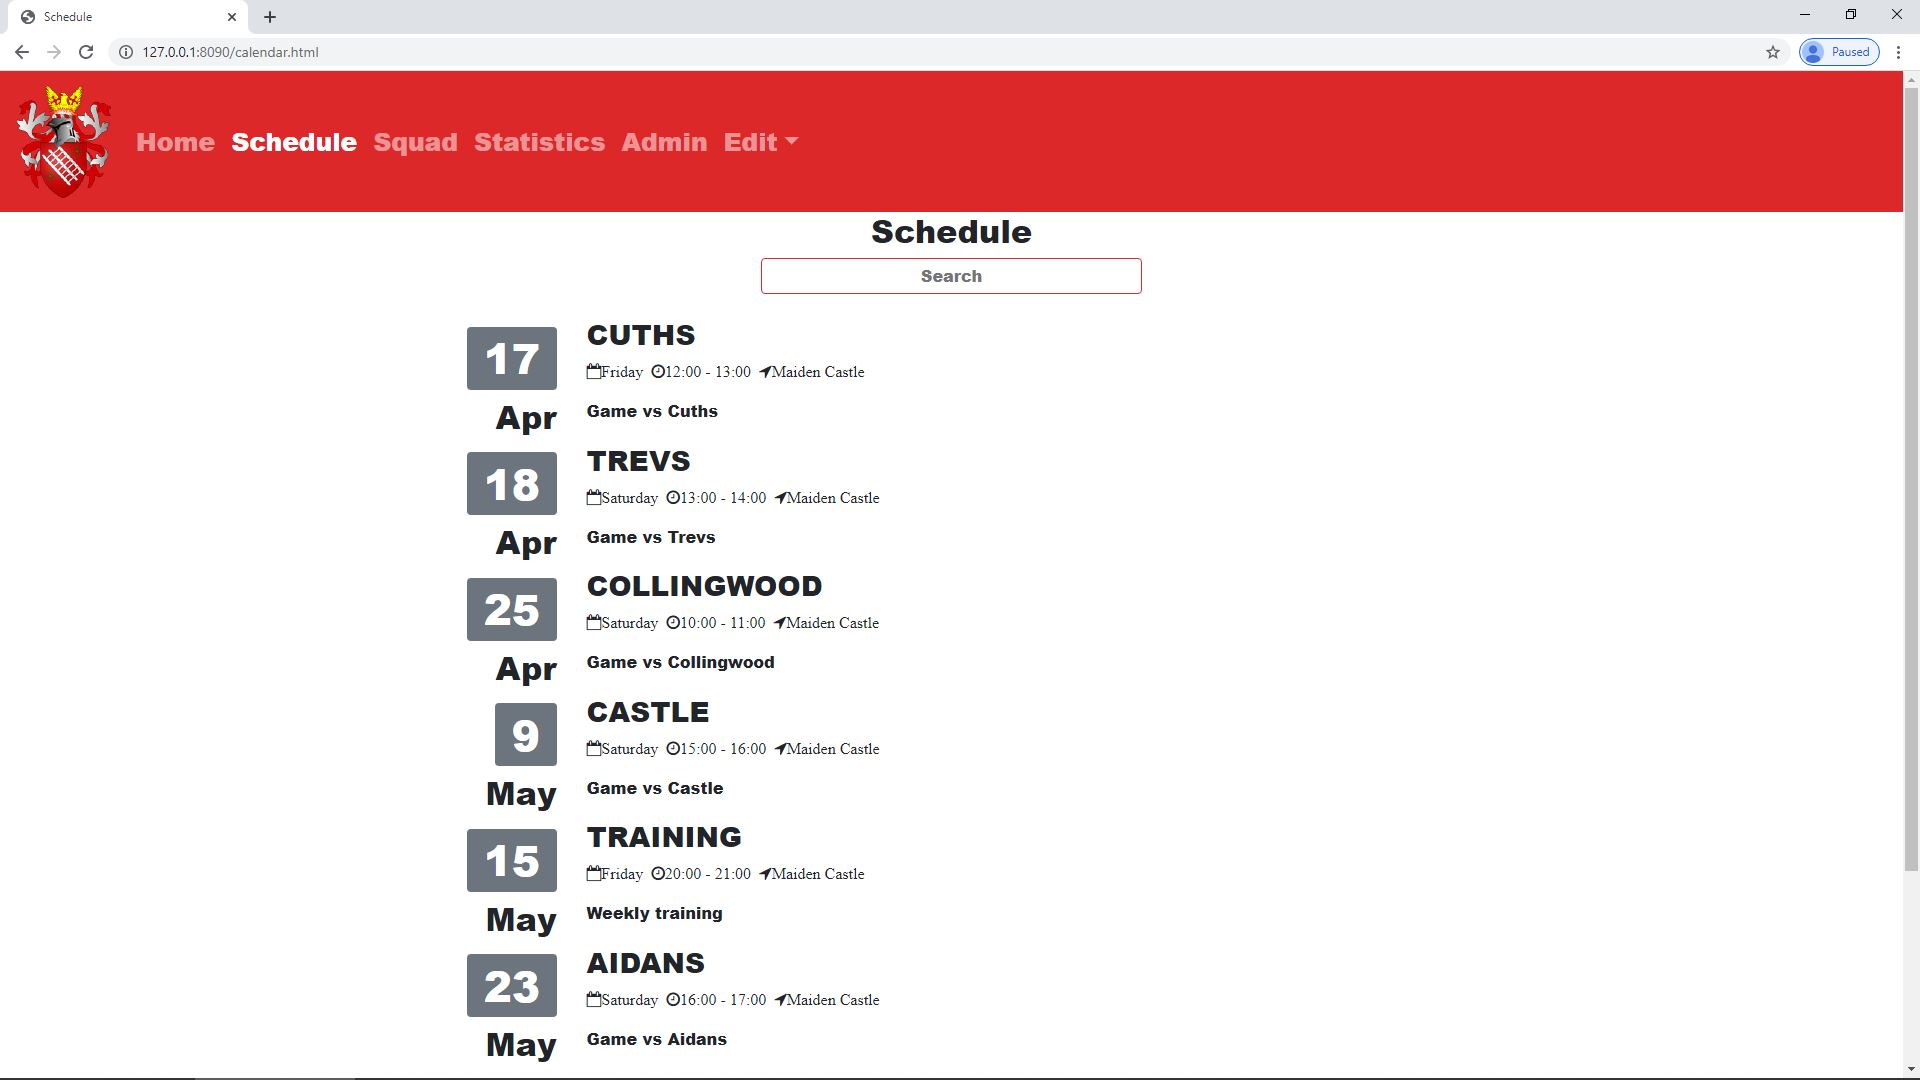 Schedule
127.0.0.1:8090/calendar.html
Paused
Home Schedule Squad Statistics Admin Edit
Schedule
Search
17
Apr
CUTHS
Friday 12:00 - 13:00 Maiden Castle
Game vs Cuths
18
Apr
TREVS
Saturday 13:00 - 14:00 Maiden Castle
Game vs Trevs
25
Apr
COLLINGWOOD
Saturday 10:00 - 11:00 Maiden Castle
Game vs Collingwood
9
May
CASTLE
Saturday 15:00 - 16:00 Maiden Castle
Game vs Castle
15
May
TRAINING
Friday 20:00 - 21:00 Maiden Castle
Weekly training
23
May
AIDANS
Saturday 16:00 - 17:00 Maiden Castle
Game vs Aidans